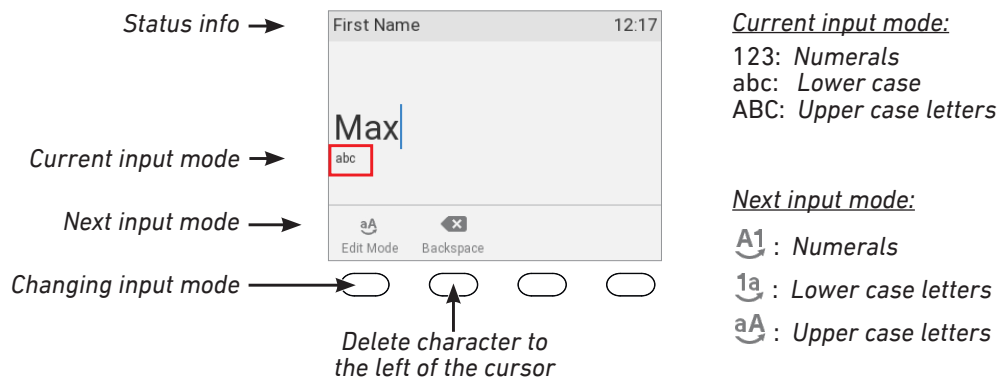 Status info
First Name 12:17
Max
abc
Current input mode
Next input mode
aA
Edit Mode Backspace
Changing input mode
Delete character to
the left of the cursor
Current input mode:
123: Numerals
abc: Lower case
ABC: Upper case letters
Next input mode:
A1 : Numerals
1a : Lower case letters
aA : Upper case letters